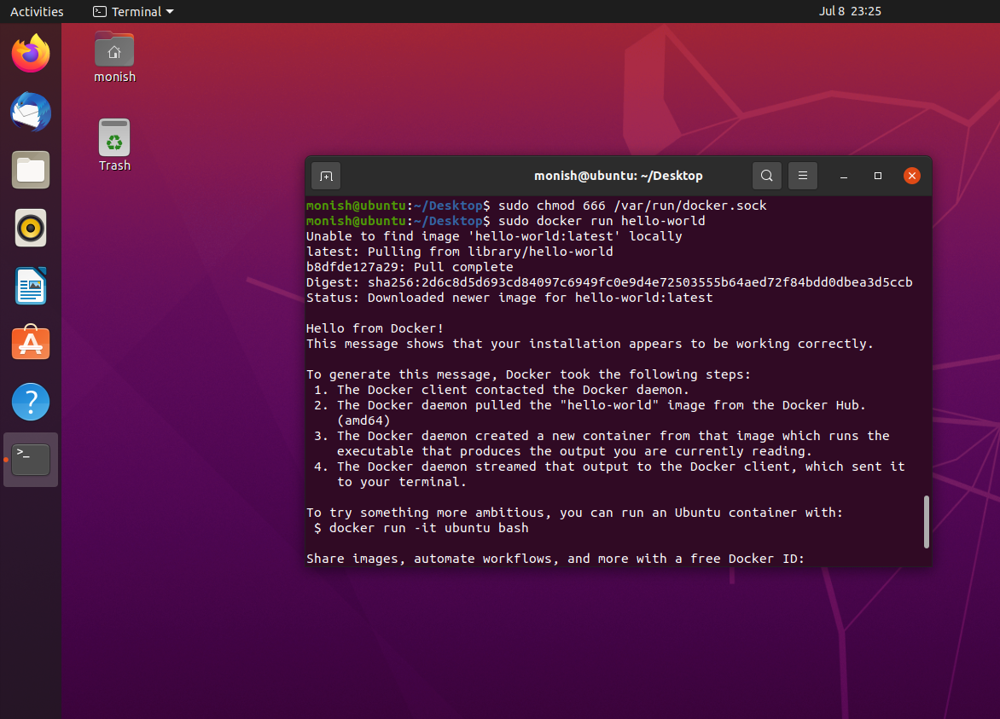 Activities
Terminal
Jul 8 23:25
monish
Trash
monish@ubuntu: ~/Desktop
monish@ubuntu:~/Desktop$ sudo chmod 666 /var/run/docker.sock
monish@ubuntu:~/Desktop$ sudo docker run hello-world
Unable to find image 'hello-world:latest' locally
latest: Pulling from library/hello-world
b8dfde127a29: Pull complete
Digest: sha256:2d6c8d5d693cd84097c6949fc0e9d4e72503555b64aed72f84bdd0dbea3d5ccb
Status: Downloaded newer image for hello-world:latest
Hello from Docker!
This message shows that your installation appears to be working correctly.
To generate this message, Docker took the following steps:
1. The Docker client contacted the Docker daemon.
2. The Docker daemon pulled the "hello-world" image from the Docker Hub.
(amd64)
3. The Docker daemon created a new container from that image which runs the
executable that produces the output you are currently reading.
4. The Docker daemon streamed that output to the Docker client, which sent it
to your terminal.
To try something more ambitious, you can run an Ubuntu container with:
$ docker run -it ubuntu bash
Share images, automate workflows, and more with a free Docker ID: